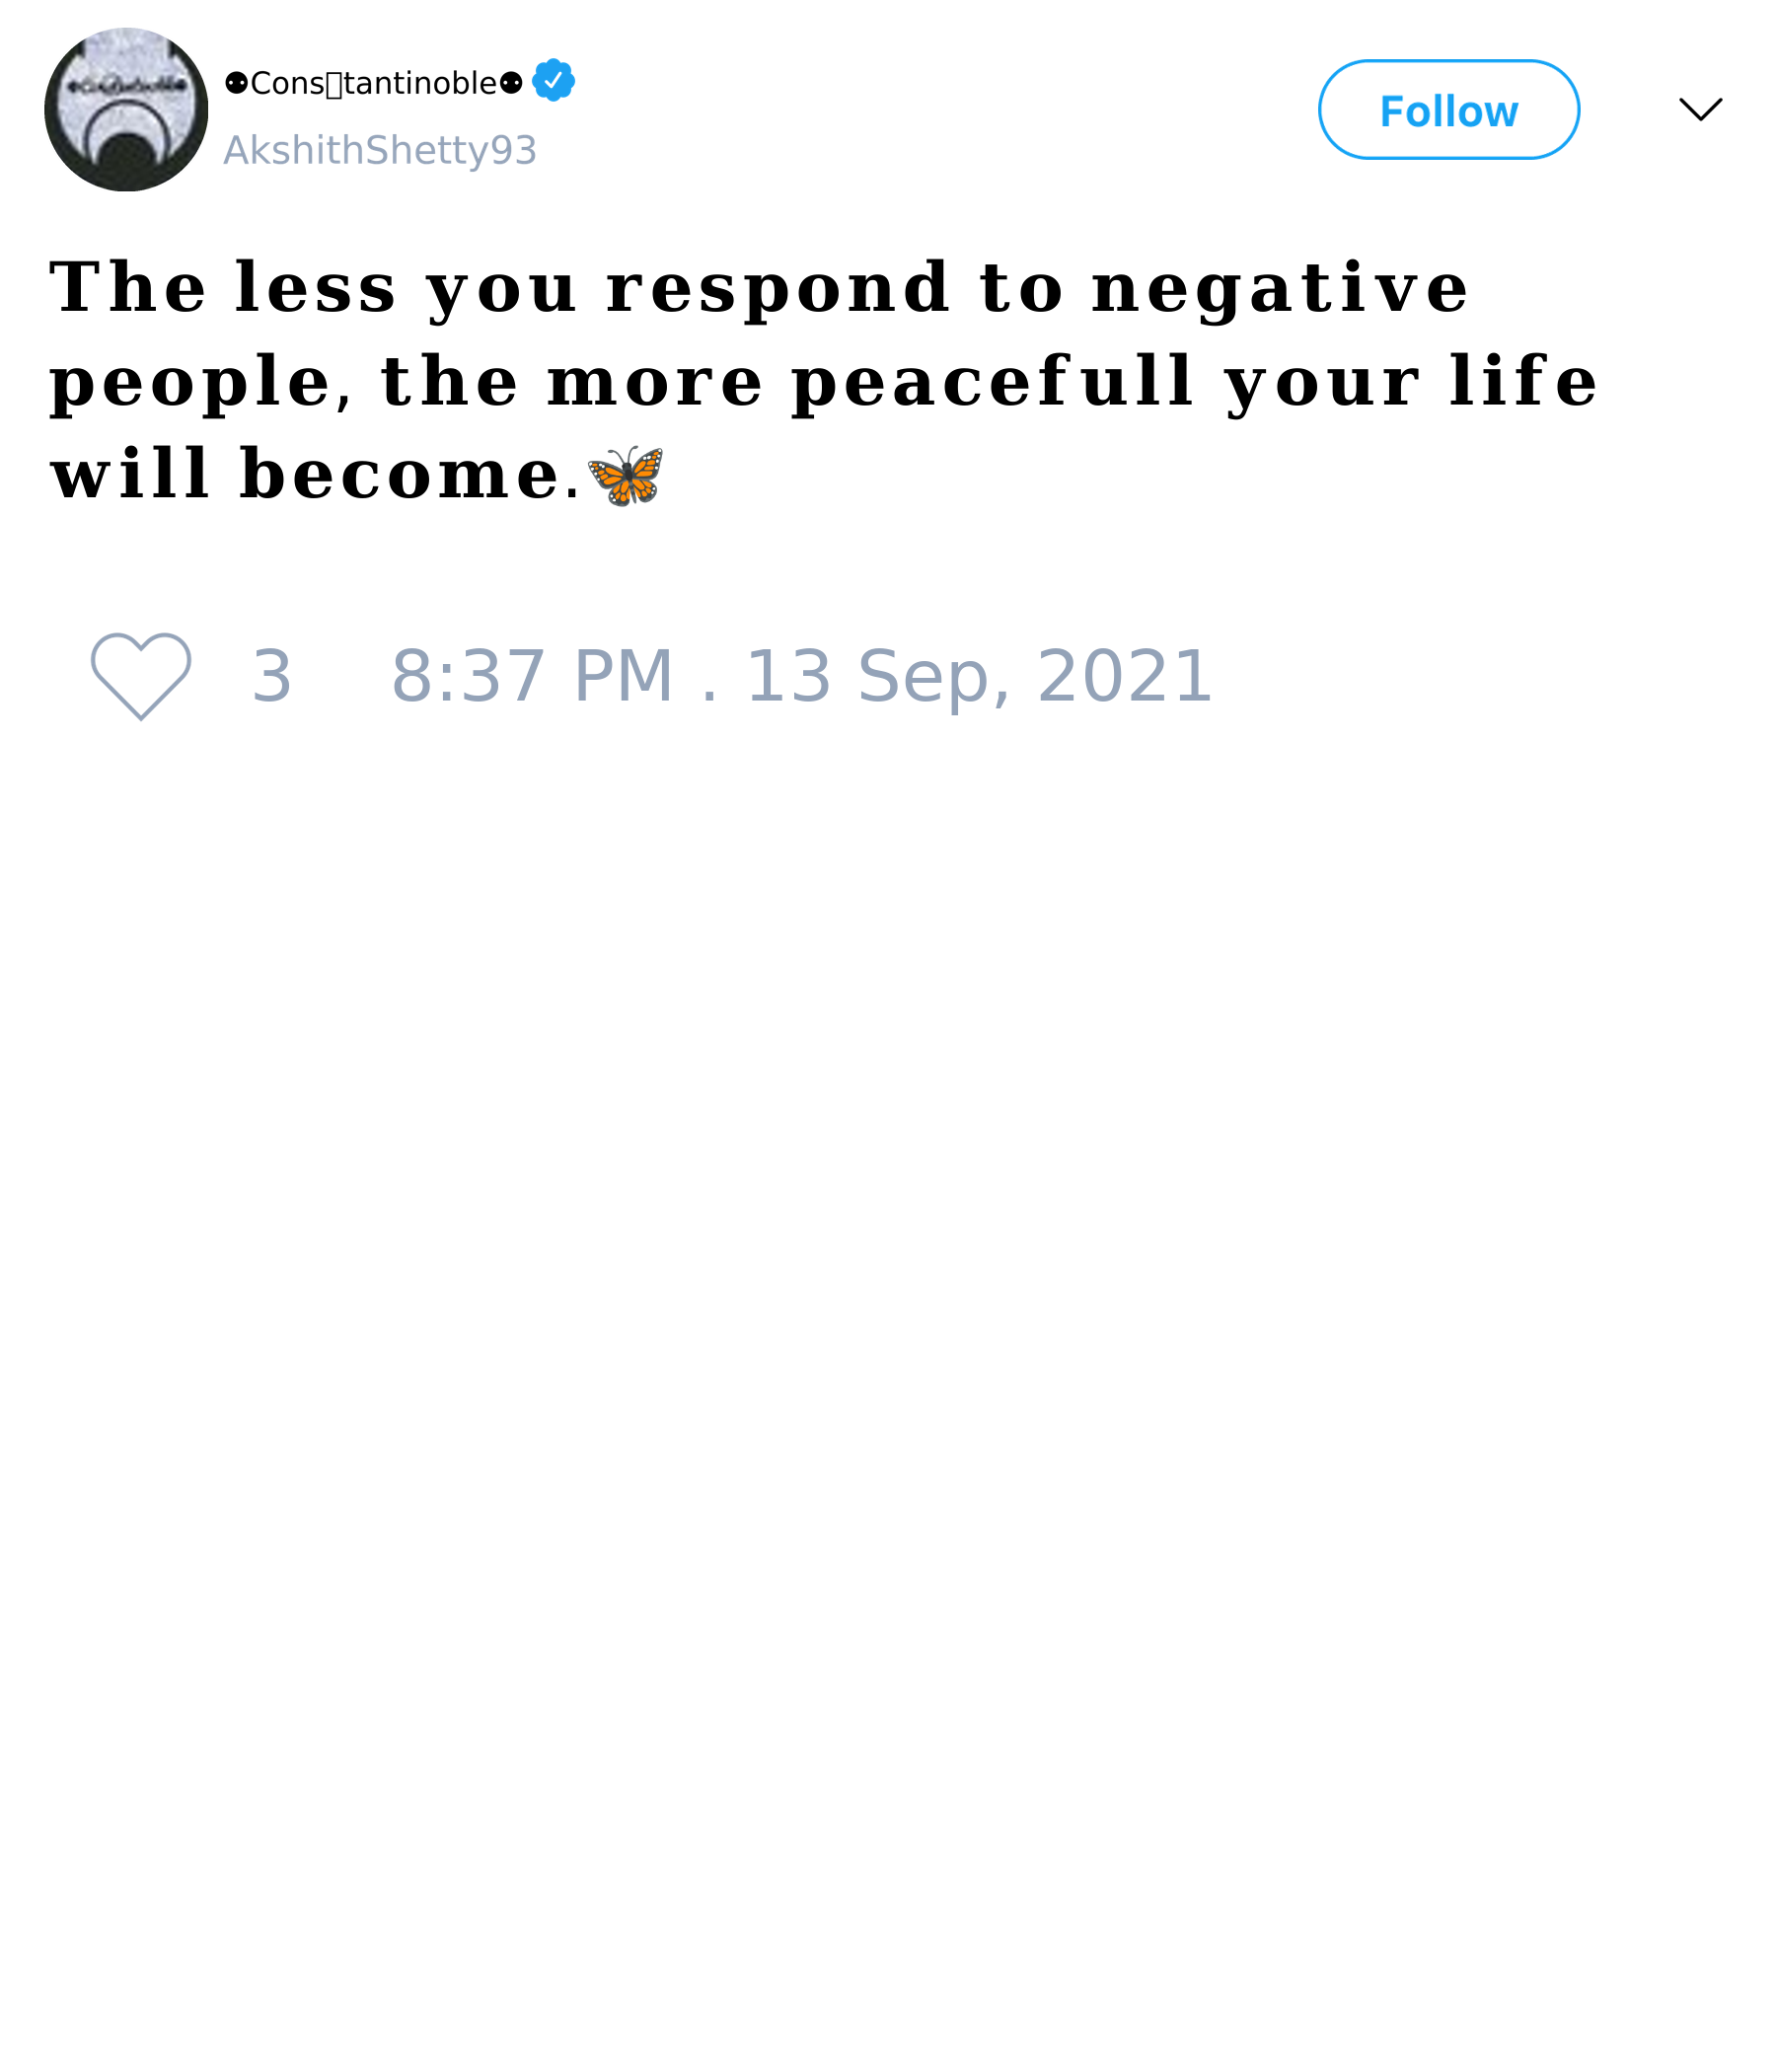 ⚉Cons▯tantinoble⚉
AkshithShetty93
Follow
The less you respond to negative
people, the more peacefull your life
will become.🦋
3 8:37 PM . 13 Sep, 2021